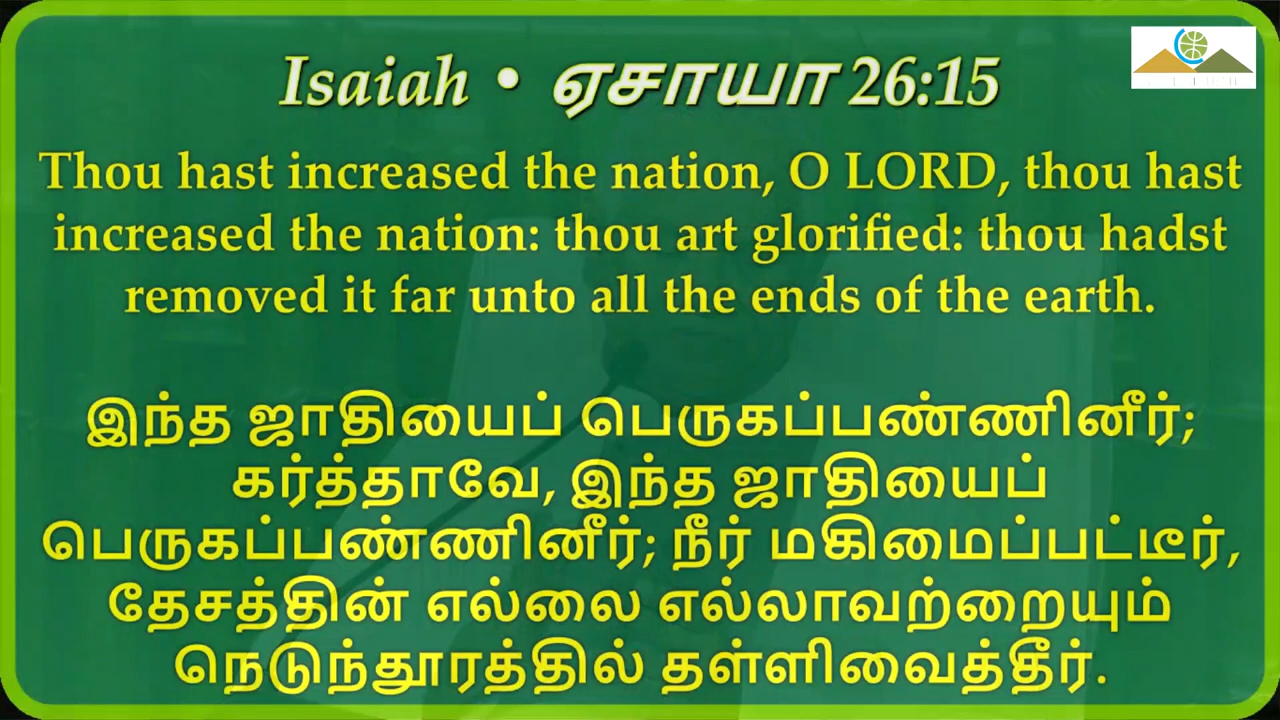 Isaiah • ஏசாயா 26:15
Thou hast increased the nation, O LORD, thou hast
increased the nation: thou art glorified: thou hadst
removed it far unto all the ends of the earth.
இந்த ஜாதியைப் பெருகப்பண்ணினீர்;
கர்த்தாவே, இந்த ஜாதியைப்
பெருகப்பண்ணினீர்; நீர் மகிமைப்பட்டீர்,
தேசத்தின் எல்லை எல்லாவற்றையும்
நெடுந்தூரத்தில் தள்ளிவைத்தீர்.